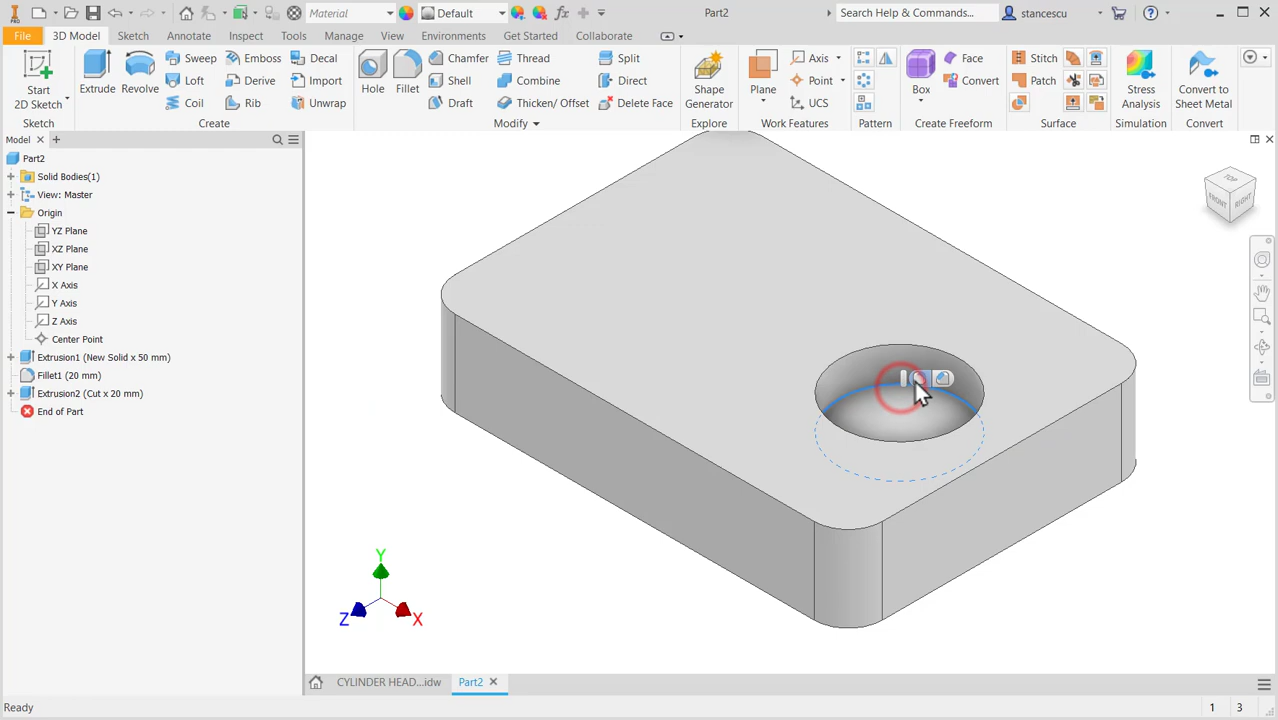 Material
Default
fx
Part2
Search Help & Commands...
stancescu
PRO
File
3D Model
Sketch
Annotate
Inspect
Tools
Manage
View
Environments
Get Started
Collaborate
Start
2D Sketch
Extrude
Revolve
Sweep
Loft
Coil
Emboss
Derive
Rib
Decal
Import
Unwrap
Hole
Fillet
Chamfer
Shell
Draft
Thread
Combine
Thicken/ Offset
Split
Direct
Delete Face
Shape
Generator
Plane
Axis
Point
UCS
Box
Face
Convert
Stitch
Patch
Stress
Analysis
Convert to
Sheet Metal
Sketch
Create
Modify
Explore
Work Features
Pattern
Create Freeform
Surface
Simulation
Convert
Model
Part2
Solid Bodies(1)
View: Master
Origin
YZ Plane
XZ Plane
XY Plane
X Axis
Y Axis
Z Axis
Center Point
Extrusion1 (New Solid x 50 mm)
Fillet1 (20 mm)
Extrusion2 (Cut x 20 mm)
End of Part
TOP
FRONT
RIGHT
Y
Z
X
CYLINDER HEAD...idw
Part2
Ready
1
3